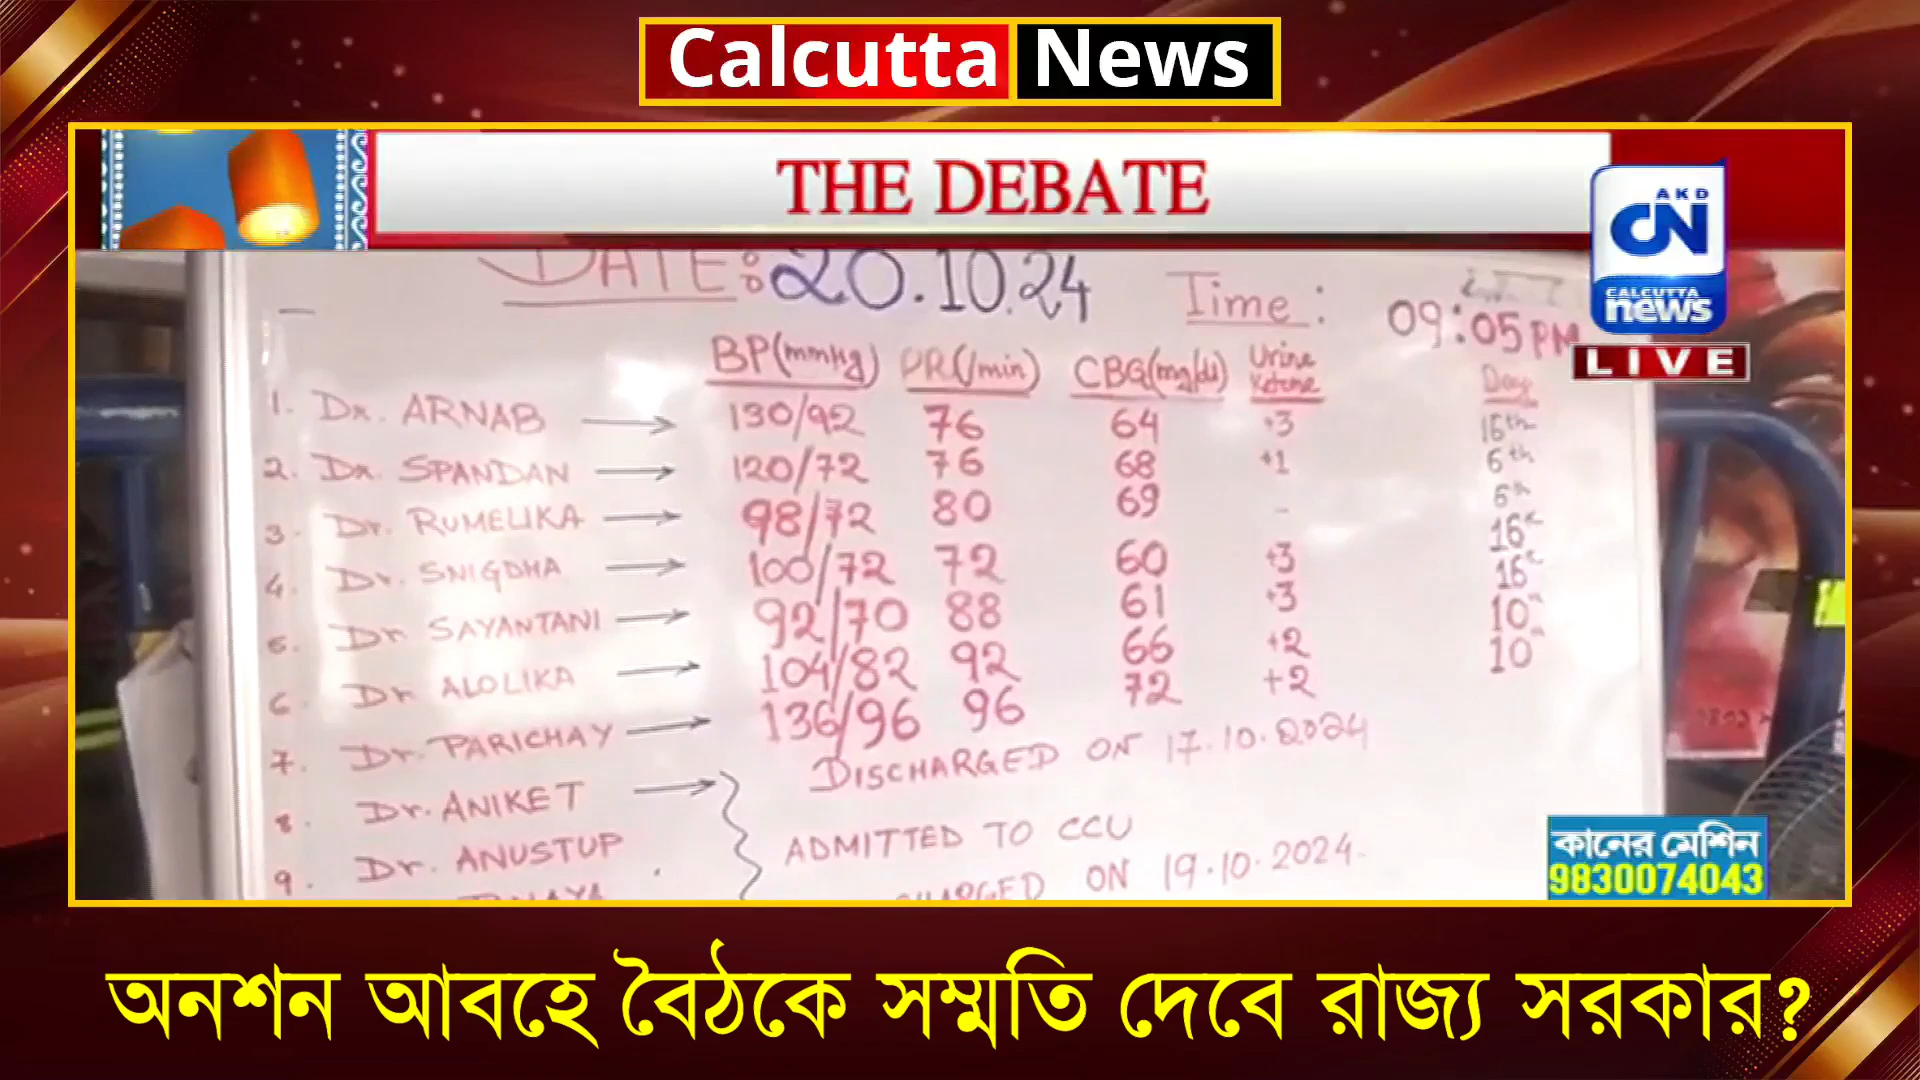 Calcutta News
THE DEBATE
AKD
CN
CALCUTTA
news
LIVE
DATE: 20.10.24 Time: 09:05 PM
BP(mmHg) PR(/min) CBG(mg/dl) Urine Ketone Day
1. Dr. ARNAB → 130/92 76 64 +3 16th
2. Dr. SPANDAN → 120/72 76 68 +1 6th
3. Dr. RUMELIKA → 98/72 80 69 - 6th
4. Dr. SNIGDHA → 100/72 72 60 +3 16th
5. Dr SAYANTANI → 92/70 88 61 +3 16th
6. Dr ALOLIKA → 104/82 92 66 +2 10th
7. Dr. PARICHAY → 136/96 96 72 +2 10th
8. Dr. ANIKET → DISCHARGED ON 17.10.2024
9. Dr. ANUSTUP ADMITTED TO CCU
ON 19.10.2024.
কানের মেশিন
9830074043
অনশন আবহে বৈঠকে সম্মতি দেবে রাজ্য সরকার?